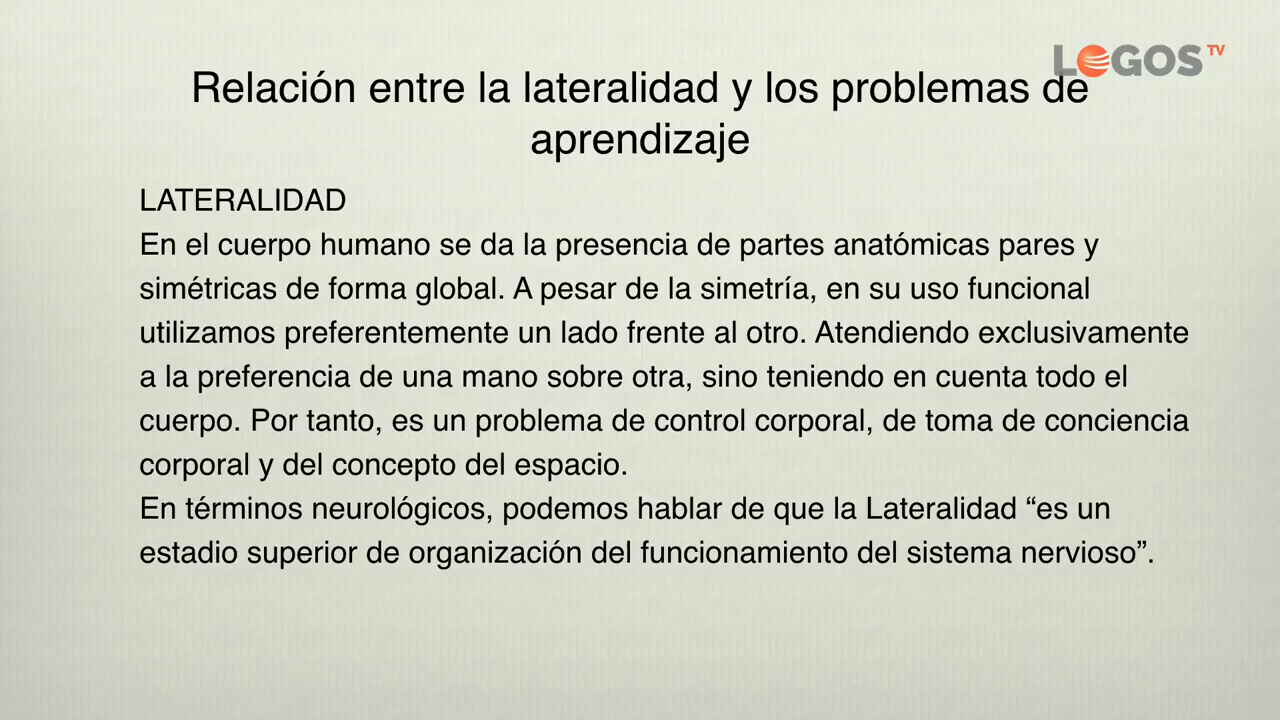 LOGOS TV
Relación entre la lateralidad y los problemas de
aprendizaje
LATERALIDAD
En el cuerpo humano se da la presencia de partes anatómicas pares y
simétricas de forma global. A pesar de la simetría, en su uso funcional
utilizamos preferentemente un lado frente al otro. Atendiendo exclusivamente
a la preferencia de una mano sobre otra, sino teniendo en cuenta todo el
cuerpo. Por tanto, es un problema de control corporal, de toma de conciencia
corporal y del concepto del espacio.
En términos neurológicos, podemos hablar de que la Lateralidad “es un
estadio superior de organización del funcionamiento del sistema nervioso”.